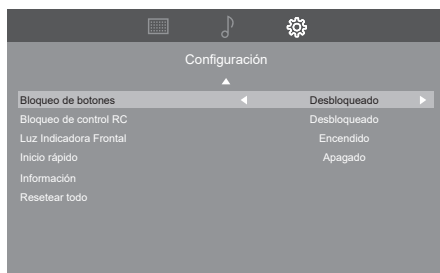 Configuración
Bloqueo de botones Desbloqueado
Bloqueo de control RC Desbloqueado
Luz Indicadora Frontal Encendido
Inicio rápido Apagado
Información
Resetear todo